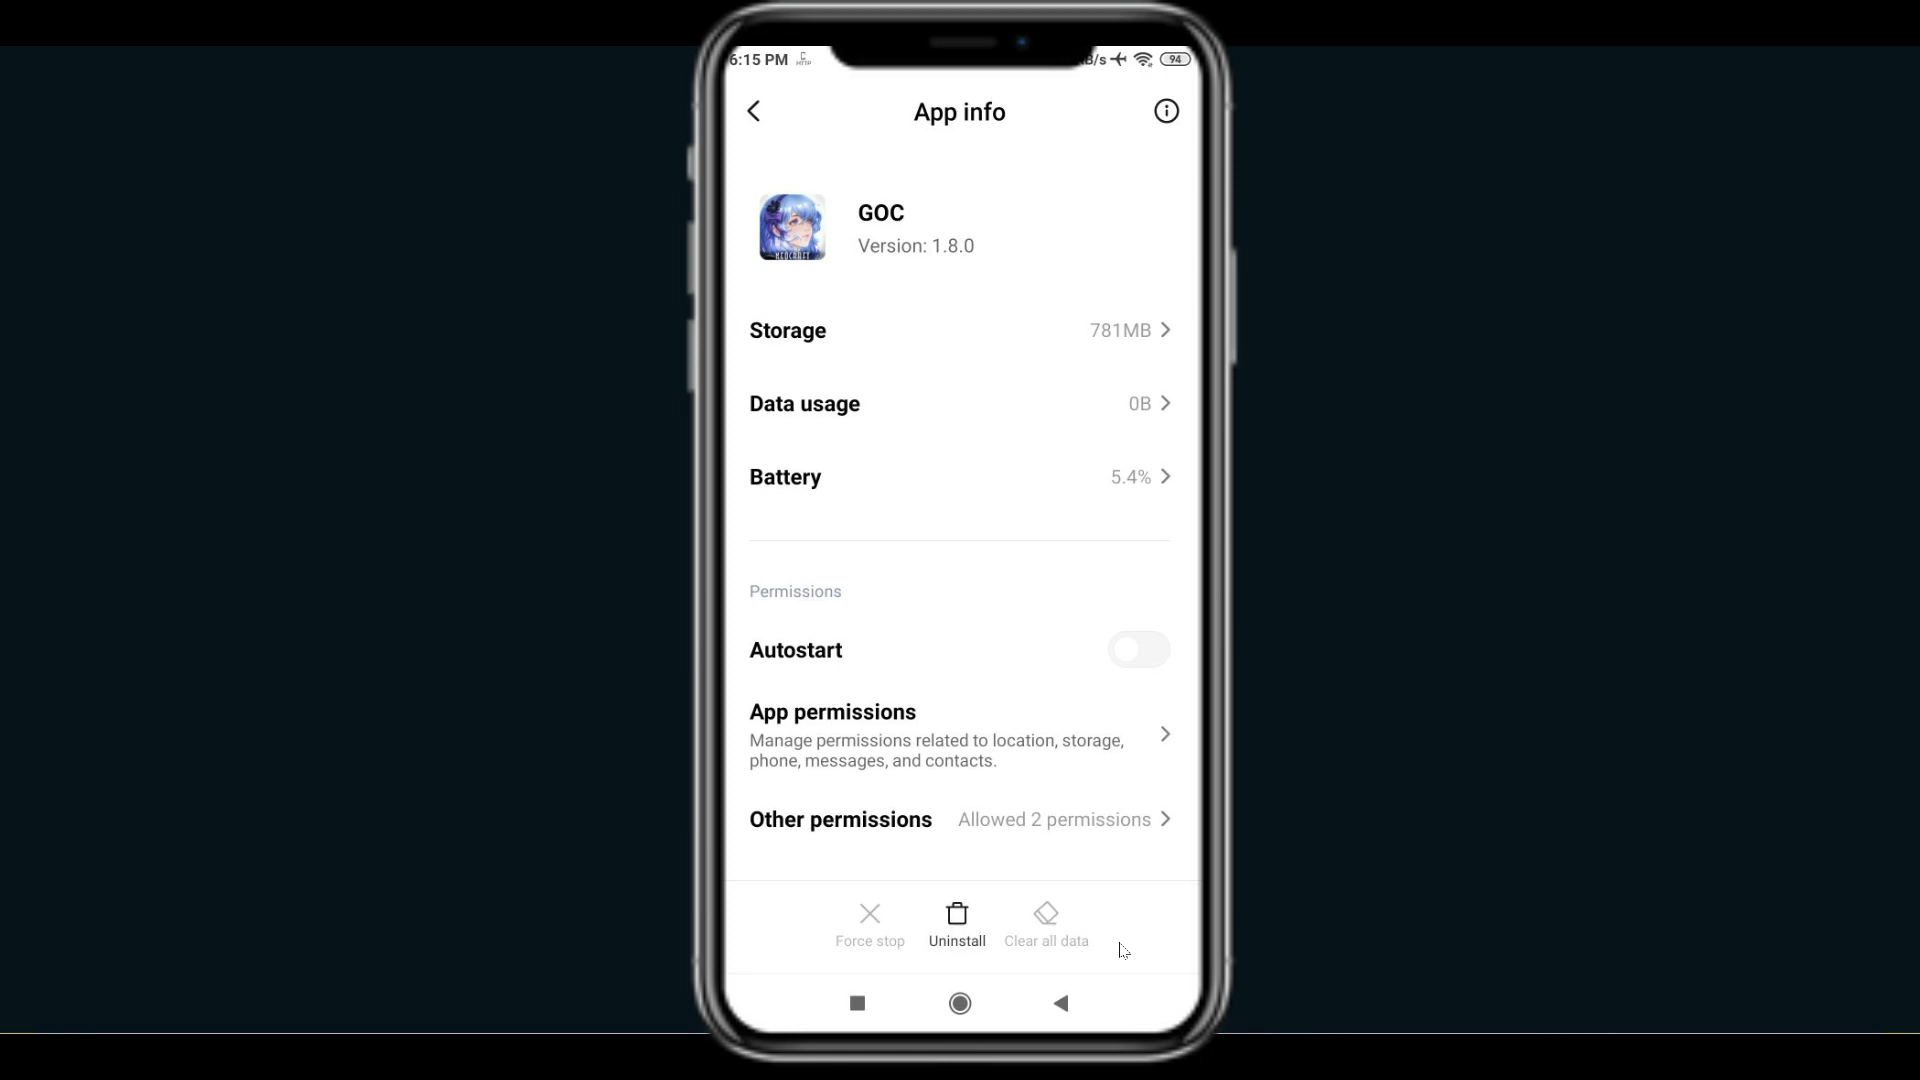 6:15 PM
B/s
94
App info
GOC
Version: 1.8.0
Storage
781MB
Data usage
0B
Battery
5.4%
Permissions
Autostart
App permissions
Manage permissions related to location, storage,
phone, messages, and contacts.
Other permissions
Allowed 2 permissions
Force stop
Uninstall
Clear all data